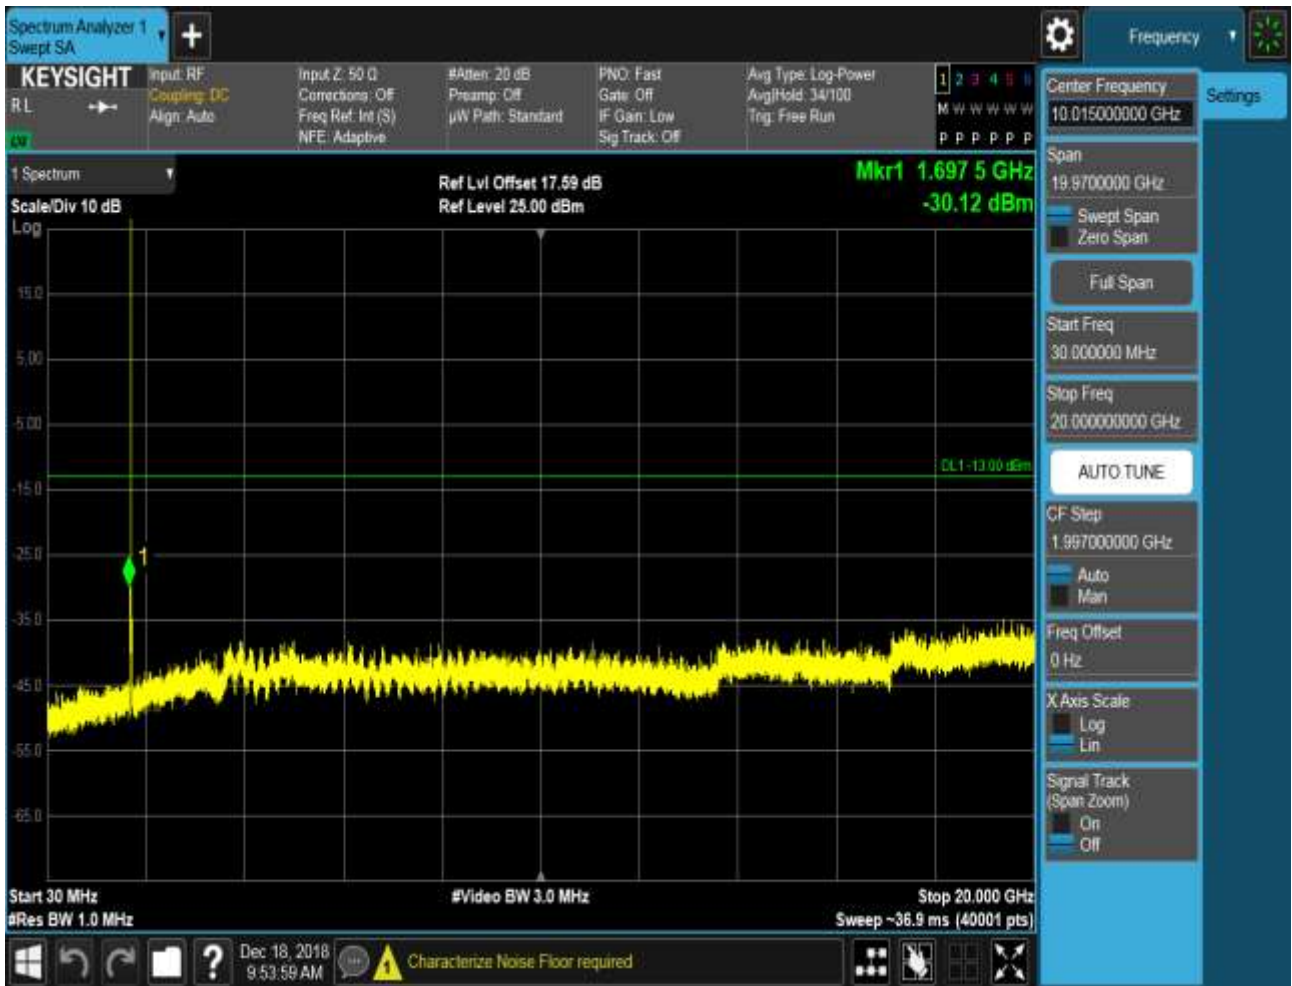 Spectrum Analyzer 1
Swept SA
Frequency
KEYSIGHT
Input: RF
Coupling: DC
Align: Auto
Input Z: 50 Ω
Corrections: Off
Freq Ref: Int (S)
NFE: Adaptive
#Atten: 20 dB
Preamp: Off
µW Path: Standard
PNO: Fast
Gate: Off
IF Gain: Low
Sig Track: Off
Avg Type: Log-Power
Avg|Hold: 34/100
Trig: Free Run
1 2 3 4 5 6
M W W W W W
P P P P P P
R L
1 Spectrum
Scale/Div 10 dB
Log
Ref Lvl Offset 17.59 dB
Ref Level 25.00 dBm
Mkr1 1.697 5 GHz
-30.12 dBm
15.0
5.00
-5.00
-15.0
-25.0
-35.0
-45.0
-55.0
-65.0
DL1 -13.00 dBm
1
Start 30 MHz
#Res BW 1.0 MHz
#Video BW 3.0 MHz
Stop 20.000 GHz
Sweep ~36.9 ms (40001 pts)
Center Frequency
10.015000000 GHz
Settings
Span
19.9700000 GHz
Swept Span
Zero Span
Full Span
Start Freq
30.000000 MHz
Stop Freq
20.000000000 GHz
AUTO TUNE
CF Step
1.997000000 GHz
Auto
Man
Freq Offset
0 Hz
X Axis Scale
Log
Lin
Signal Track
(Span Zoom)
On
Off
?
Dec 18, 2018
9:53:59 AM
1
Characterize Noise Floor required